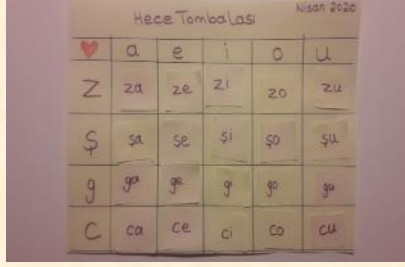 Nisan 2020
Hece Tombalası
a e i o u
Z za ze zi zo zu
Ş şa şe şi şo şu
g ga ge gi go gu
C ca ce ci co cu